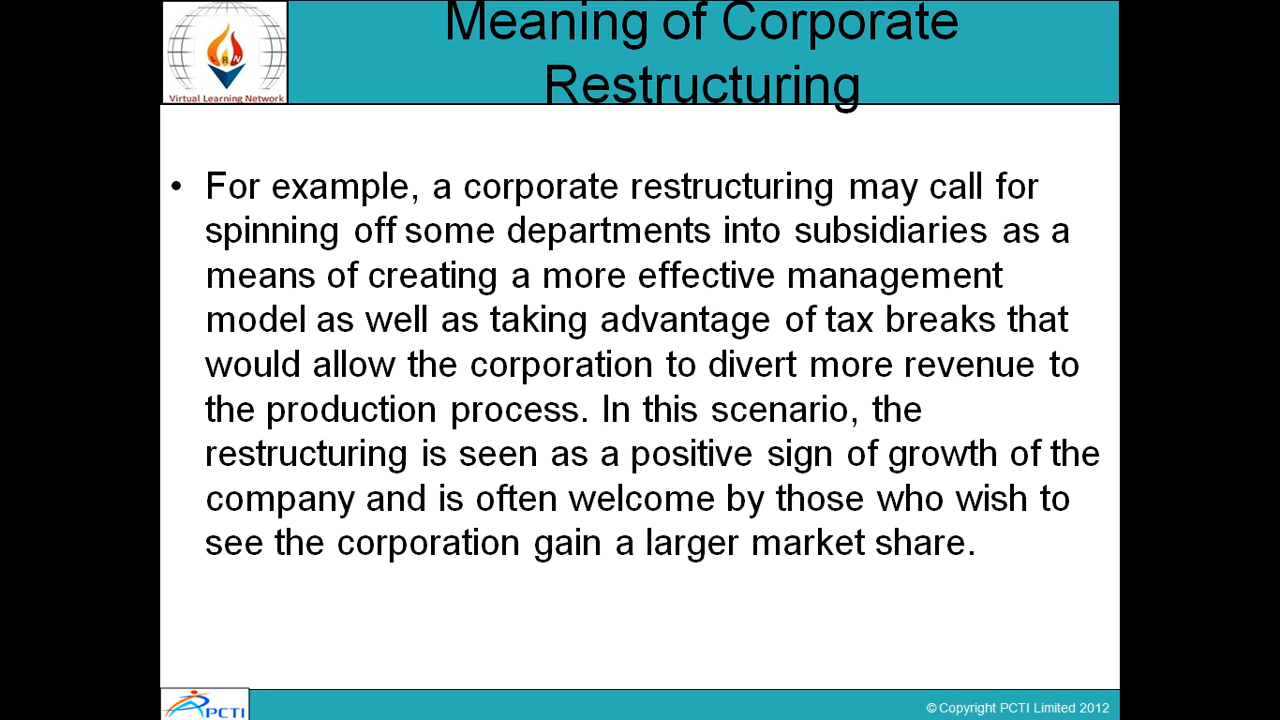 Meaning of Corporate
Restructuring
LRN
Virtual Learning Network
• For example, a corporate restructuring may call for
spinning off some departments into subsidiaries as a
means of creating a more effective management
model as well as taking advantage of tax breaks that
would allow the corporation to divert more revenue to
the production process. In this scenario, the
restructuring is seen as a positive sign of growth of the
company and is often welcome by those who wish to
see the corporation gain a larger market share.
PCTI
© Copyright PCTI Limited 2012